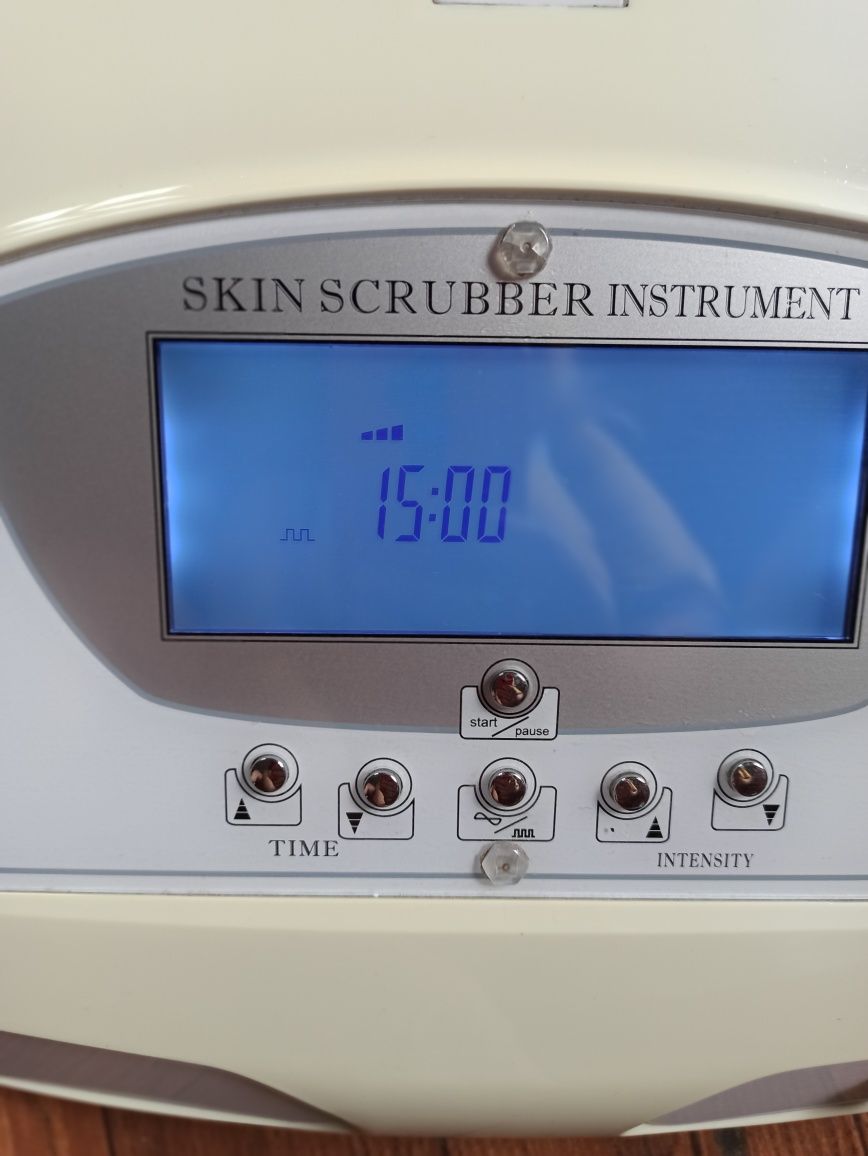 SKIN SCRUBBER INSTRUMENT
15:00
start/pause
TIME
INTENSITY